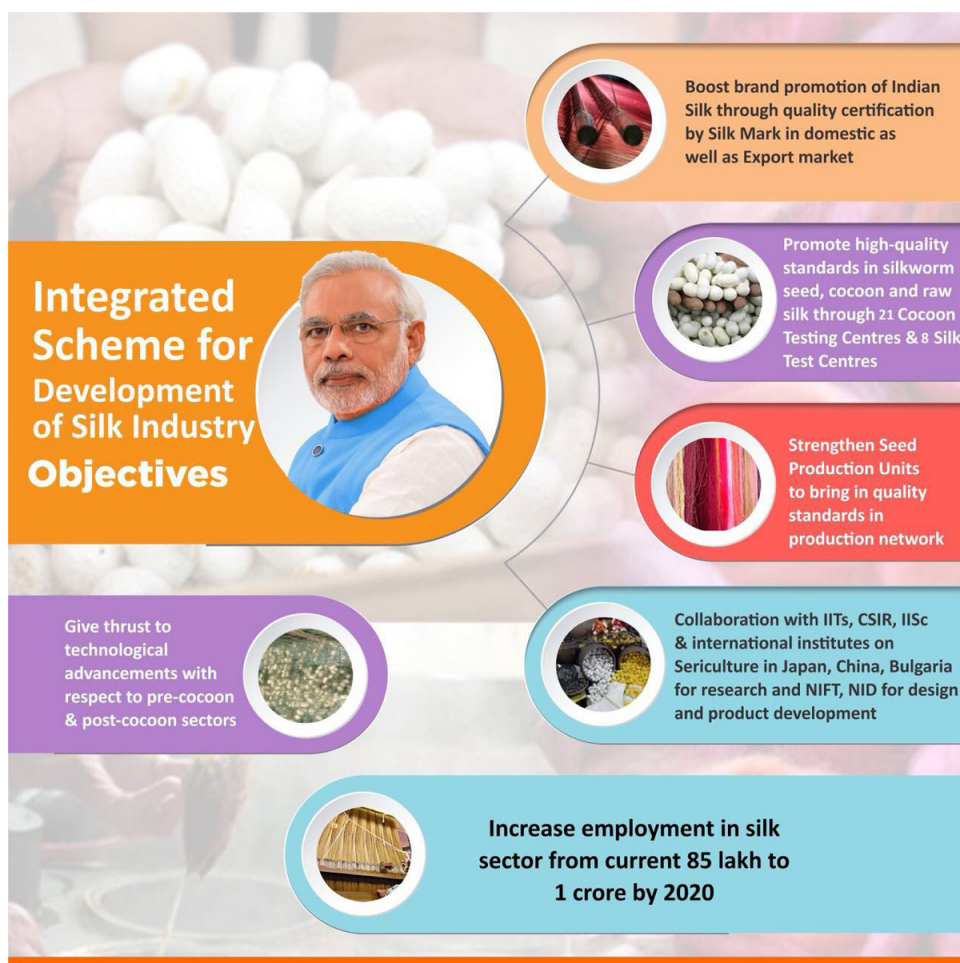 Integrated
Scheme for
Development
of Silk Industry
Objectives
Boost brand promotion of Indian
Silk through quality certification
by Silk Mark in domestic as
well as Export market
Promote high-quality
standards in silkworm
seed, cocoon and raw
silk through 21 Cocoon
Testing Centres & 8 Silk
Test Centres
Strengthen Seed
Production Units
to bring in quality
standards in
production network
Collaboration with IITs, CSIR, IISc
& international institutes on
Sericulture in Japan, China, Bulgaria
for research and NIFT, NID for design
and product development
Give thrust to
technological
advancements with
respect to pre-cocoon
& post-cocoon sectors
Increase employment in silk
sector from current 85 lakh to
1 crore by 2020